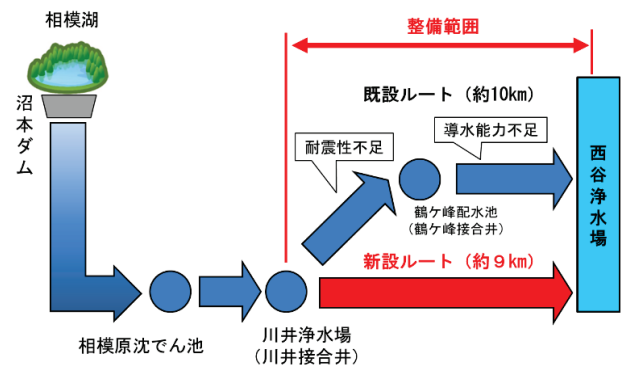 整備範囲
相模湖
沼本ダム
既設ルート（約10km）
耐震性不足
導水能力不足
西谷浄水場
鶴ケ峰配水池
（鶴ケ峰接合井）
新設ルート（約９km）
相模原沈でん池
川井浄水場
（川井接合井）